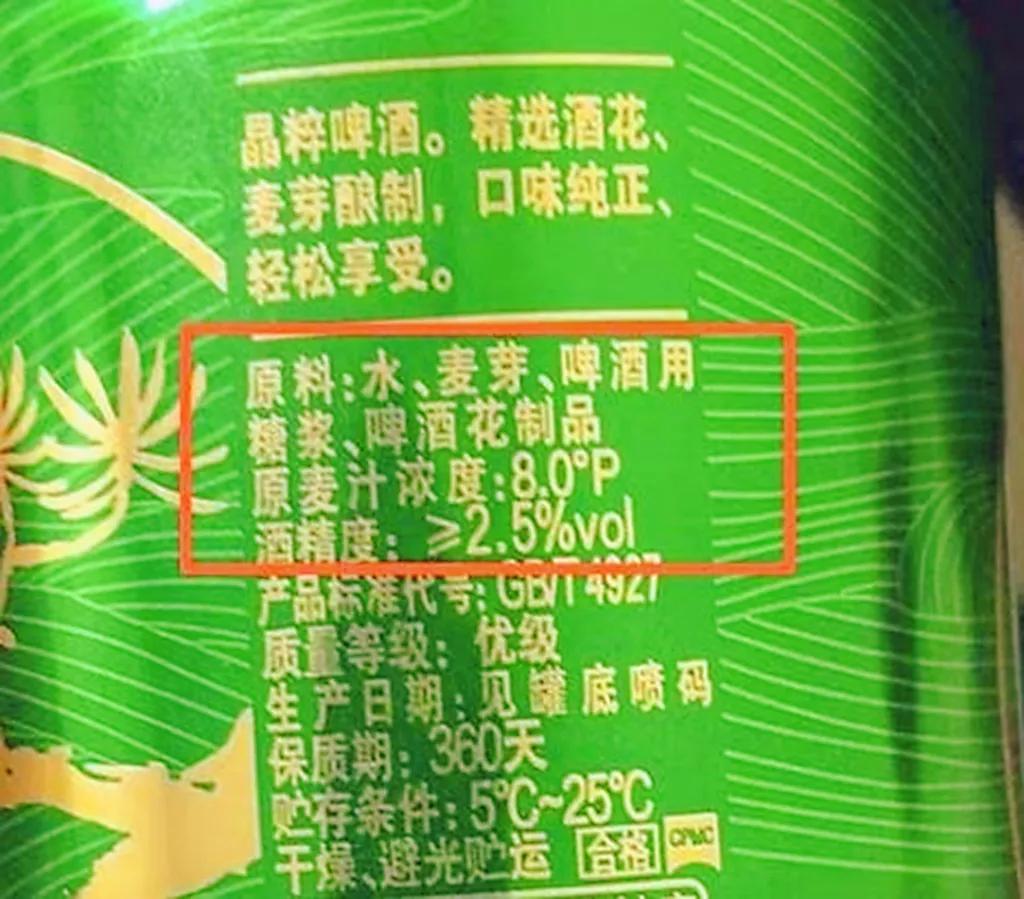 晶粹啤酒。精选酒花、
麦芽酿制，口味纯正、
轻松享受。
原料:水、麦芽、啤酒用
糖浆、啤酒花制品
原麦汁浓度:8.0°P
酒精度: ≥2.5%vol
产品标准代号: GB/T 4927
质量等级: 优级
生产日期:见罐底喷码
保质期: 360天
贮存条件:5℃~25℃
干燥、避光贮运 合格 CPMC